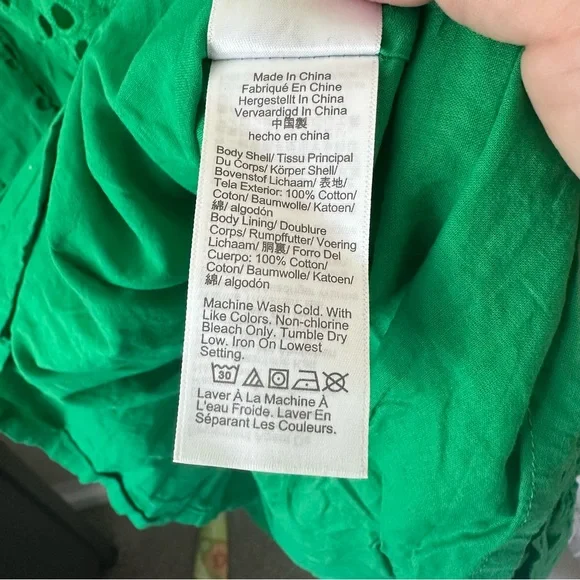 Made In China
Fabriqué En China
Hergestellt In China
Vervaardigd In China
中国製
hecho en china
Body Shell/ Tissu Principal
Du Corps/ Körper Shell/
Bovenstof Lichaam/ 表地/
Tela Exterior: 100% Cotton/
Coton/ Baumwolle/ Katoen/
綿/ algodón
Body Lining/ Doublure
Corps/ Rumpffutter/ Voering
Lichaam/ 胴裏/ Forro Del
Cuerpo: 100% Cotton/
Coton/ Baumwolle/ Katoen/
綿/ algodón
Machine Wash Cold. With
Like Colors. Non-chlorine
Bleach Only. Tumble Dry
Low. Iron On Lowest
Setting.
30
Laver À La Machine À
L'eau Froide. Laver En
Séparant Les Couleurs.